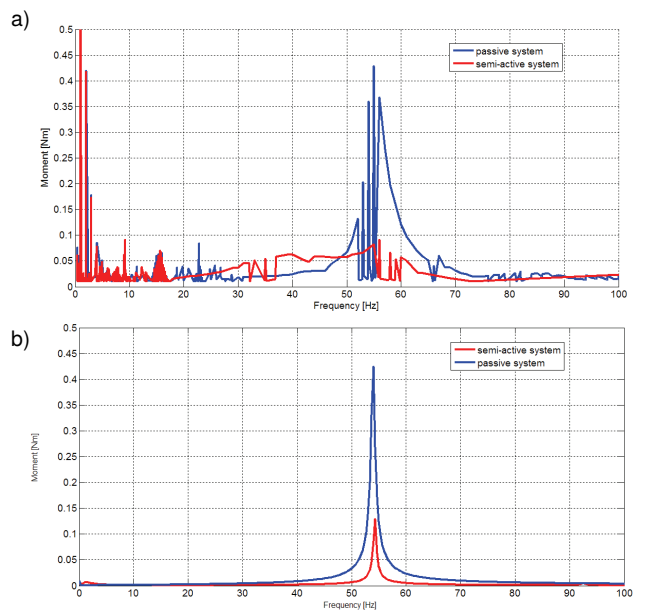 a)
0.5
0.45
0.4
0.35
0.3
0.25
0.2
0.15
0.1
0.05
0
Moment [Nm]
passive system
semi-active system
0 10 20 30 40 50 60 70 80 90 100
Frequency [Hz]
b)
0.5
0.45
0.4
0.35
0.3
0.25
0.2
0.15
0.1
0.05
0
Moment [Nm]
semi-active system
passive system
0 10 20 30 40 50 60 70 80 90 100
Frequency [Hz]